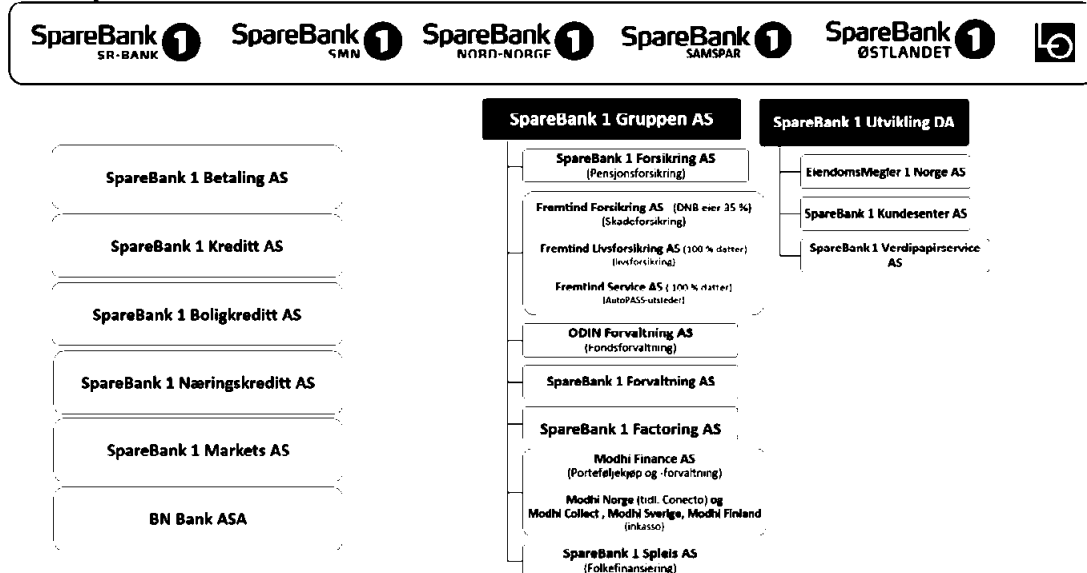 SpareBank 1
SR-BANK
SpareBank 1
SMN
SpareBank 1
NORD-NORGE
SpareBank 1
SAMSPAR
SpareBank 1
ØSTLANDET
LO
SpareBank 1 Betaling AS
SpareBank 1 Kreditt AS
SpareBank 1 Boligkreditt AS
SpareBank 1 Næringskreditt AS
SpareBank 1 Markets AS
BN Bank ASA
SpareBank 1 Gruppen AS
SpareBank 1 Forsikring AS
(Pensjonsforsikring)
Fremtind Forsikring AS (DNB eier 35 %)
(Skadeforsikring)
Fremtind Livsforsikring AS (100 % datter)
(livsforsikring)
Fremtind Service AS ( 100 % datter)
(AutoPASS-utsteder)
ODIN Forvaltning AS
(Fondsforvaltning)
SpareBank 1 Forvaltning AS
SpareBank 1 Factoring AS
Modhi Finance AS
(Porteføljekjøp og -forvaltning)
Modhi Norge (tidl. Conecto) og
Modhi Collect , Modhi Sverige, Modhi Finland
(inkasso)
SpareBank 1 Spleis AS
(Folkefinansiering)
SpareBank 1 Utvikling DA
EiendomsMegler 1 Norge AS
SpareBank 1 Kundesenter AS
SpareBank 1 Verdipapirservice
AS